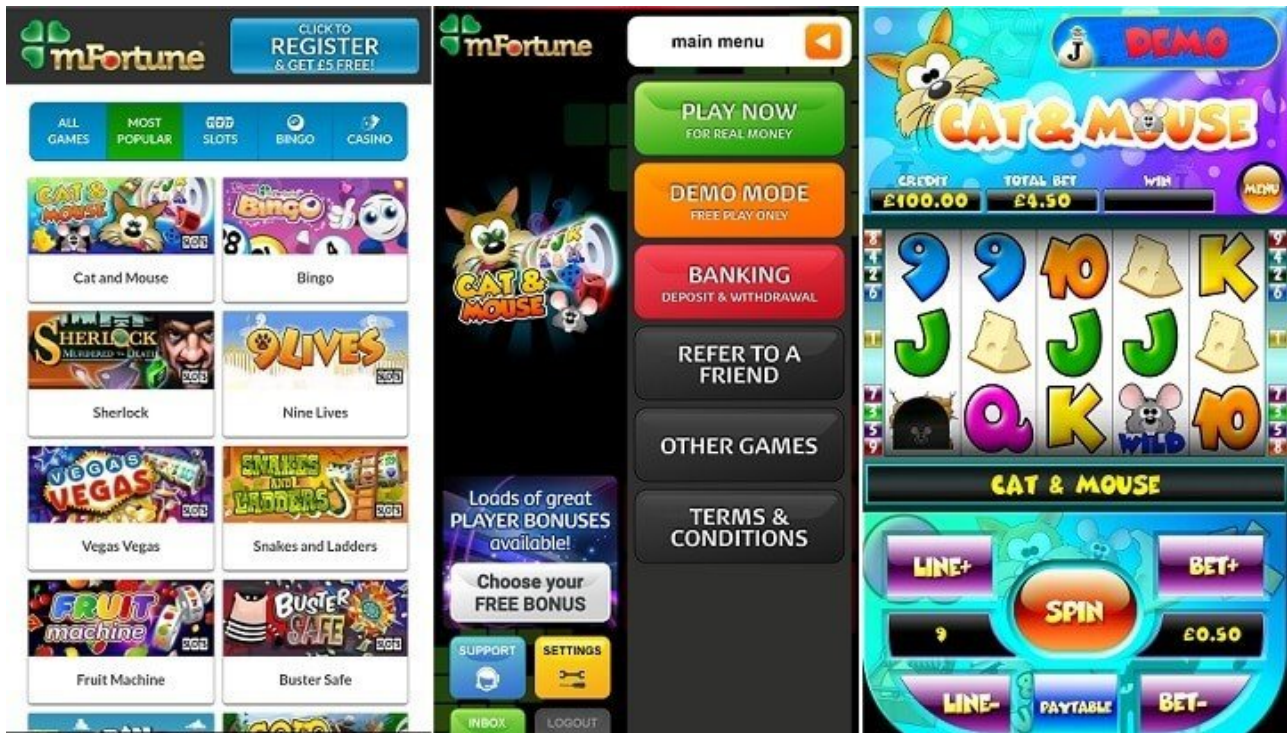 mFortune
CLICK TO
REGISTER
& GET £5 FREE!
ALL
GAMES
MOST
POPULAR
SLOTS
BINGO
CASINO
CAT &
MOUSE
Cat and Mouse
Bingo
Bingo
SHERLOCK
MURDERED TO DEATH
Sherlock
9LIVES
Nine Lives
VEGAS
VEGAS
Vegas Vegas
SNAKES
AND
LADDERS
Snakes and Ladders
FRUIT
machine
Fruit Machine
BUSTER
SAFE
Buster Safe
mFortune
main menu
PLAY NOW
FOR REAL MONEY
DEMO MODE
FREE PLAY ONLY
BANKING
DEPOSIT & WITHDRAWAL
REFER TO A
FRIEND
OTHER GAMES
TERMS &
CONDITIONS
CAT &
MOUSE
Loads of great
PLAYER BONUSES
available!
Choose your
FREE BONUS
SUPPORT
SETTINGS
INBOX
LOGOUT
J
DEMO
CAT & MOUSE
CREDIT
TOTAL BET
WIN
MENU
£100.00
£4.50
9 9 10 K
J J J
Q K WILD 10
CAT & MOUSE
LINE+
BET+
SPIN
9
£0.50
LINE-
PAYTABLE
BET-